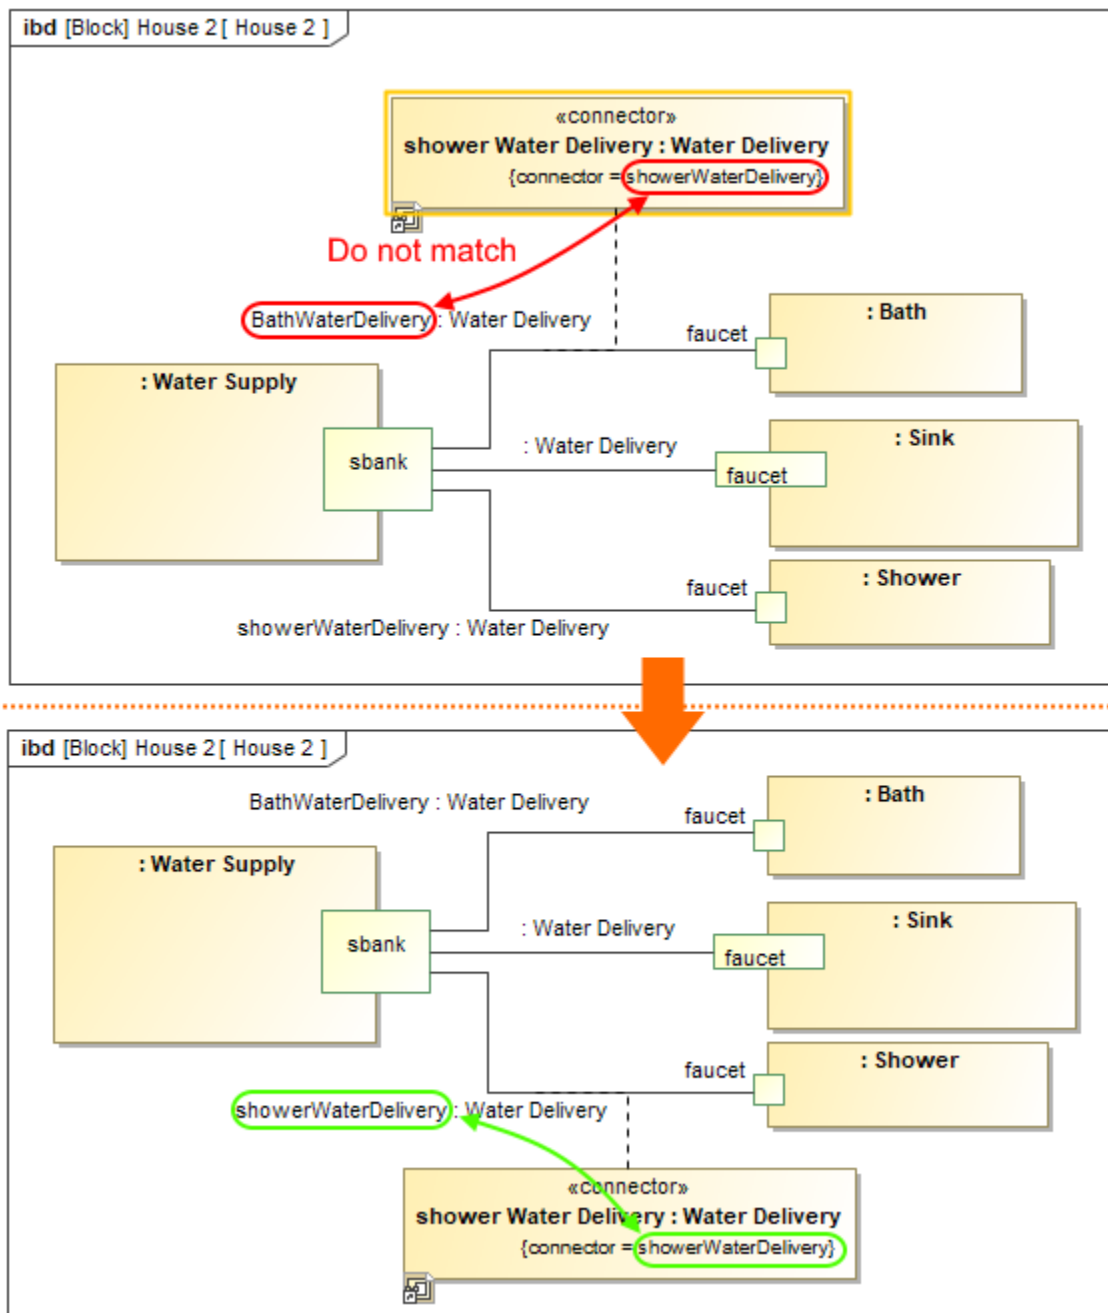 ibd [Block] House 2 [ House 2 ]
«connector»
shower Water Delivery : Water Delivery
{connector = showerWaterDelivery}
Do not match
BathWaterDelivery : Water Delivery
faucet
: Bath
: Water Supply
sbank
: Water Delivery
: Sink
faucet
faucet
: Shower
showerWaterDelivery : Water Delivery
ibd [Block] House 2 [ House 2 ]
BathWaterDelivery : Water Delivery
faucet
: Bath
: Water Supply
sbank
: Water Delivery
: Sink
faucet
faucet
: Shower
showerWaterDelivery : Water Delivery
«connector»
shower Water Delivery : Water Delivery
{connector = showerWaterDelivery}